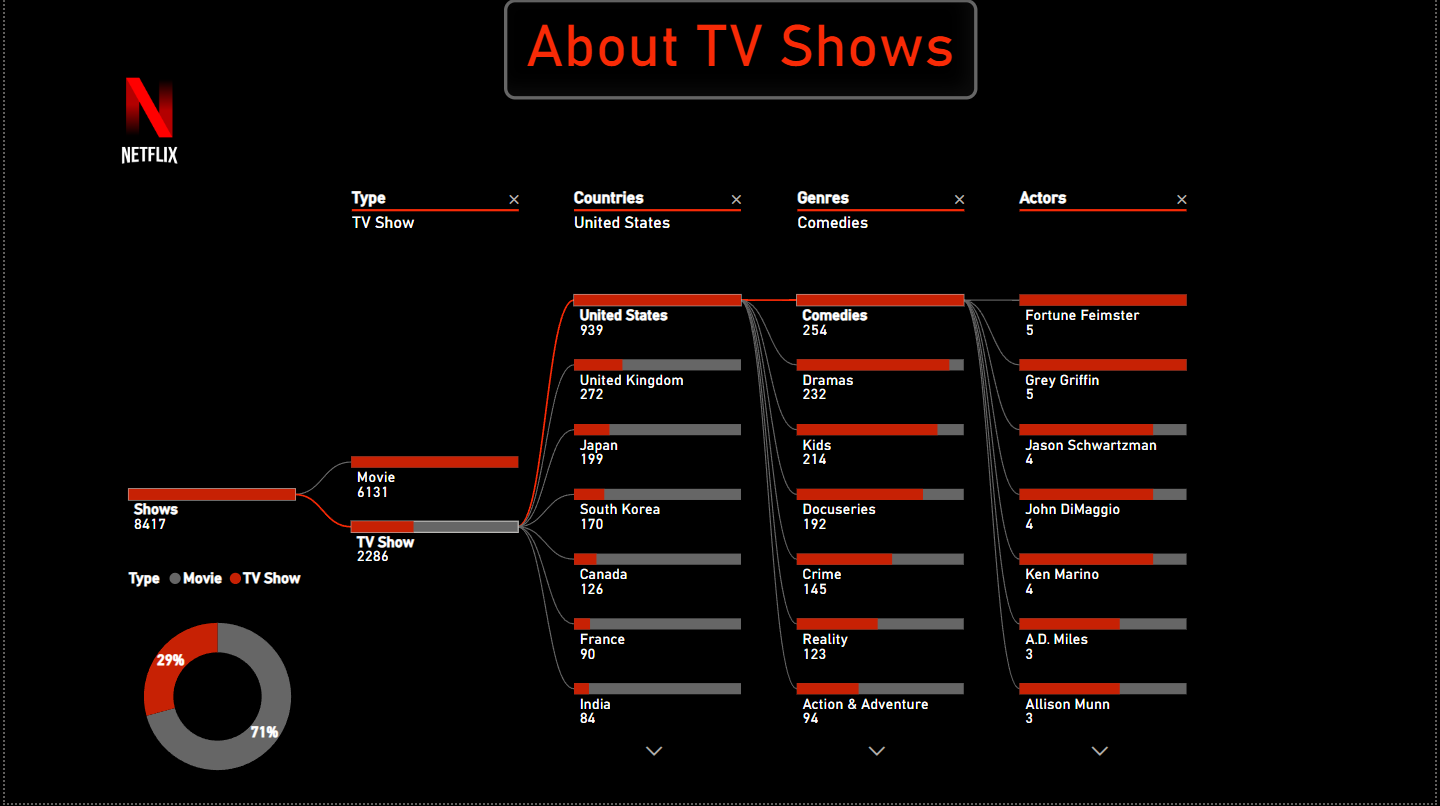 About TV Shows
NETFLIX
Type ×
TV Show
Countries ×
United States
Genres ×
Comedies
Actors ×
Shows
8417
Movie
6131
TV Show
2286
United States
939
United Kingdom
272
Japan
199
South Korea
170
Canada
126
France
90
India
84
Comedies
254
Dramas
232
Kids
214
Docuseries
192
Crime
145
Reality
123
Action & Adventure
94
Fortune Feimster
5
Grey Griffin
5
Jason Schwartzman
4
John DiMaggio
4
Ken Marino
4
A.D. Miles
3
Allison Munn
3
Type Movie TV Show
29%
71%